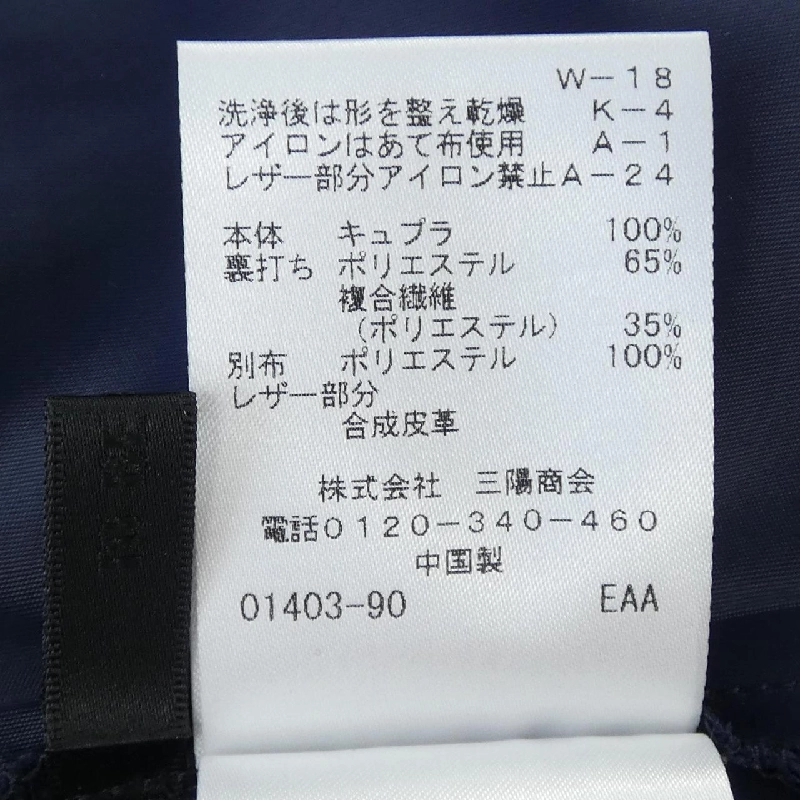 W－18
洗浄後は形を整え乾燥 K－4
アイロンはあて布使用 A－1
レザー部分アイロン禁止A－24
本体 キュプラ 100%
裏打ち ポリエステル 65%
複合繊維
(ポリエステル) 35%
別布 ポリエステル 100%
レザー部分
合成皮革
株式会社 三陽商会
電話0120－340－460
中国製
01403-90 EAA